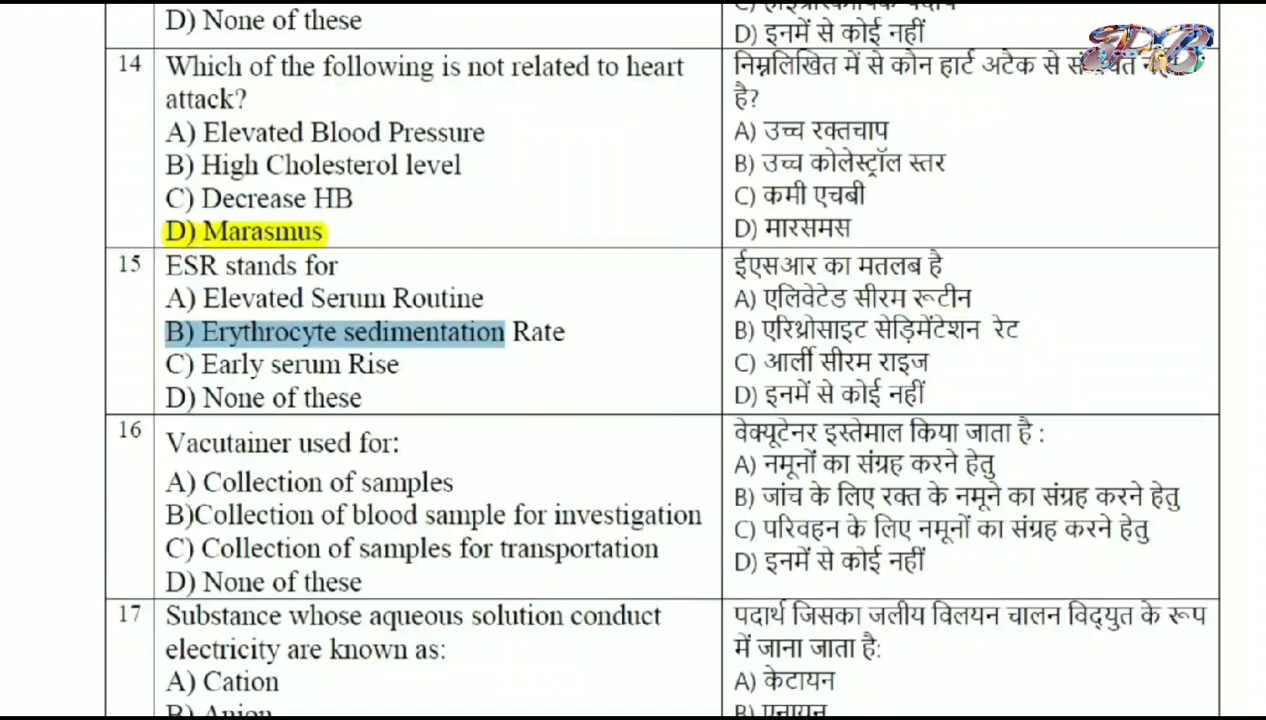 D) None of these
D) इनमें से कोई नहीं
14
Which of the following is not related to heart
attack?
A) Elevated Blood Pressure
B) High Cholesterol level
C) Decrease HB
D) Marasmus
निम्नलिखित में से कौन हार्ट अटैक से
है?
A) उच्च रक्तचाप
B) उच्च कोलेस्ट्रॉल स्तर
C) कमी एचबी
D) मारसमस
15
ESR stands for
A) Elevated Serum Routine
B) Erythrocyte sedimentation Rate
C) Early serum Rise
D) None of these
ईएसआर का मतलब है
A) एलिवेटेड सीरम रूटीन
B) एरिथ्रोसाइट सेड़िमेंटेशन रेट
C) आर्ली सीरम राइज
D) इनमें से कोई नहीं
16
Vacutainer used for:
A) Collection of samples
B)Collection of blood sample for investigation
C) Collection of samples for transportation
D) None of these
वेक्यूटेनर इस्तेमाल किया जाता है :
A) नमूनों का संग्रह करने हेतु
B) जांच के लिए रक्त के नमूने का संग्रह करने हेतु
C) परिवहन के लिए नमूनों का संग्रह करने हेतु
D) इनमें से कोई नहीं
17
Substance whose aqueous solution conduct
electricity are known as:
A) Cation
B) Anion
पदार्थ जिसका जलीय विलयन चालन विद्युत के रूप
में जाना जाता है:
A) केटायन
B) एनायन